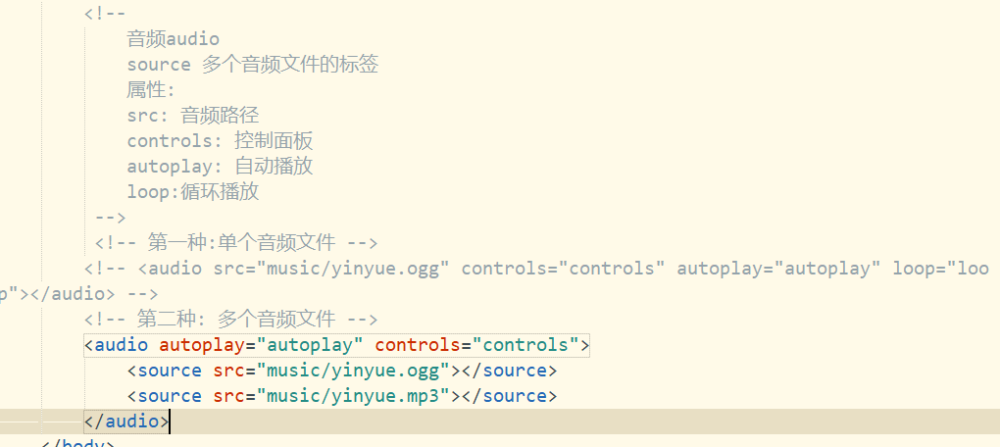 <!--
音频audio
source 多个音频文件的标签
属性:
src: 音频路径
controls: 控制面板
autoplay: 自动播放
loop:循环播放
-->
<!-- 第一种:单个音频文件 -->
<!-- <audio src="music/yinyue.ogg" controls="controls" autoplay="autoplay" loop="loo
p"></audio> -->
<!-- 第二种: 多个音频文件 -->
<audio autoplay="autoplay" controls="controls">
<source src="music/yinyue.ogg"></source>
<source src="music/yinyue.mp3"></source>
</audio>
</body>